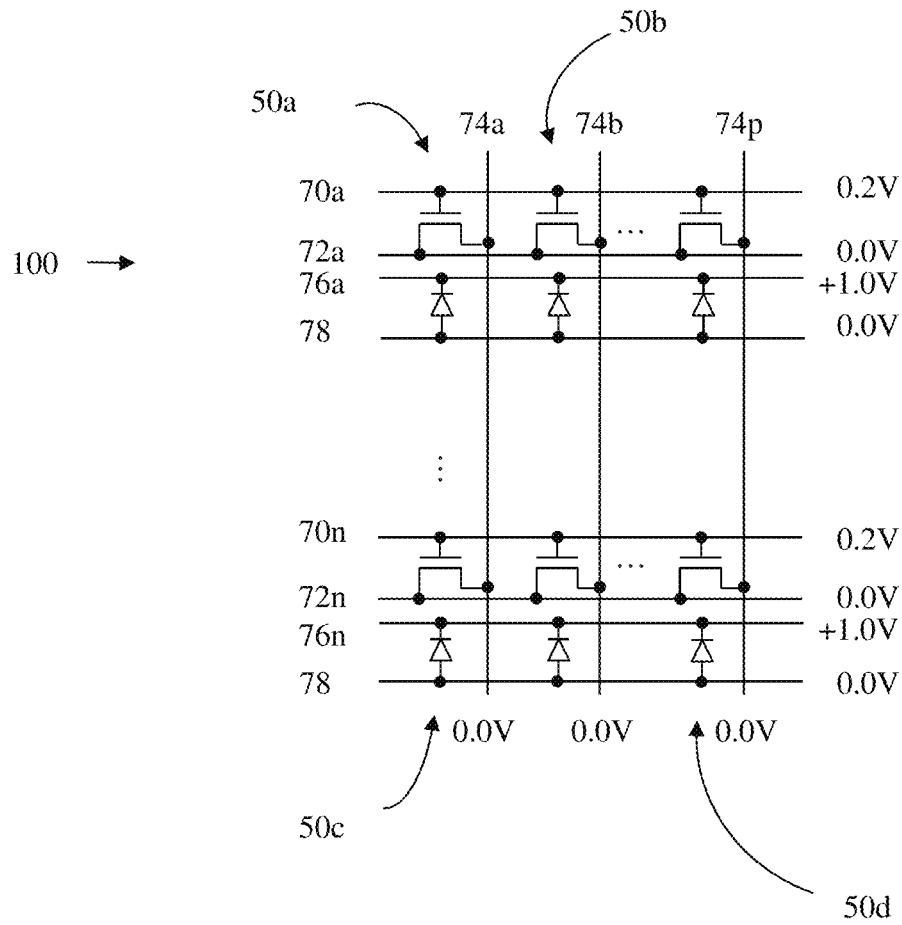 50b
50a
74a 74b 74p
70a 0.2V
...
72a 0.0V
100
76a +1.0V
78 0.0V
70n 0.2V
...
72n 0.0V
76n +1.0V
78 0.0V
0.0V 0.0V 0.0V
50c
50d